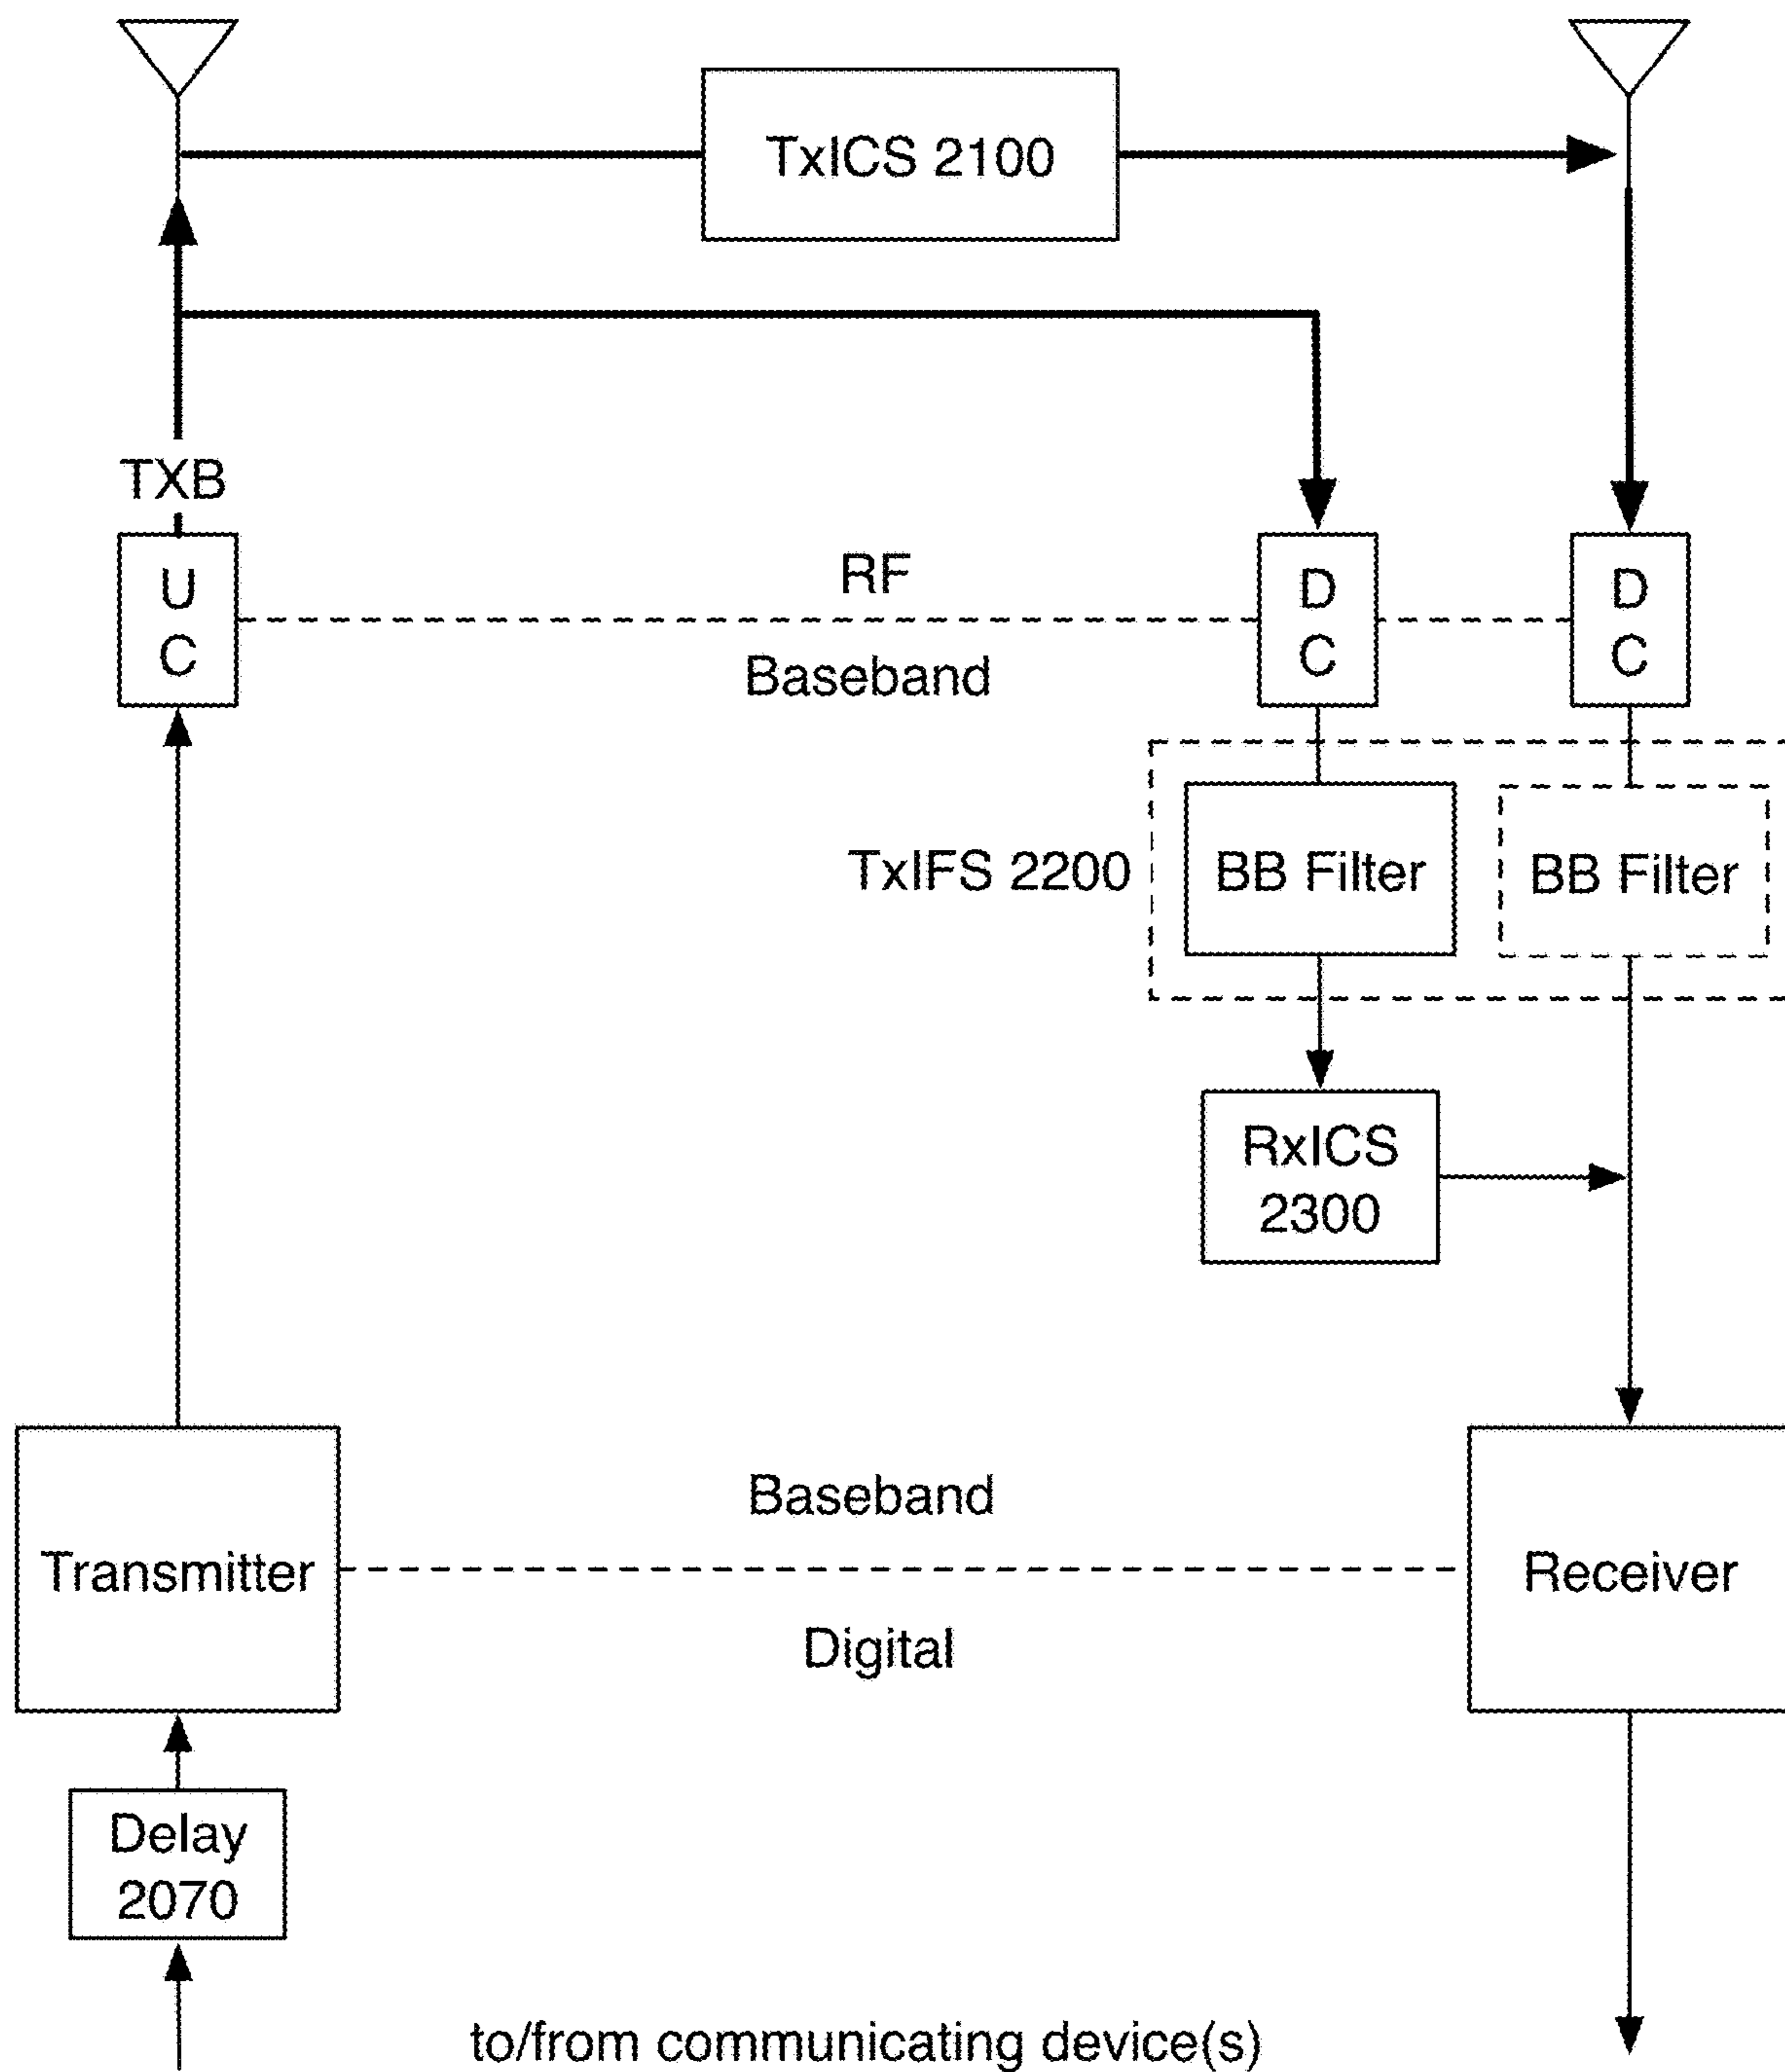 TxICS 2100
TXB
U
C
RF
Baseband
D
C
D
C
TxIFS 2200
BB Filter
BB Filter
RxICS
2300
Transmitter
Baseband
Digital
Receiver
Delay
2070
to/from communicating device(s)